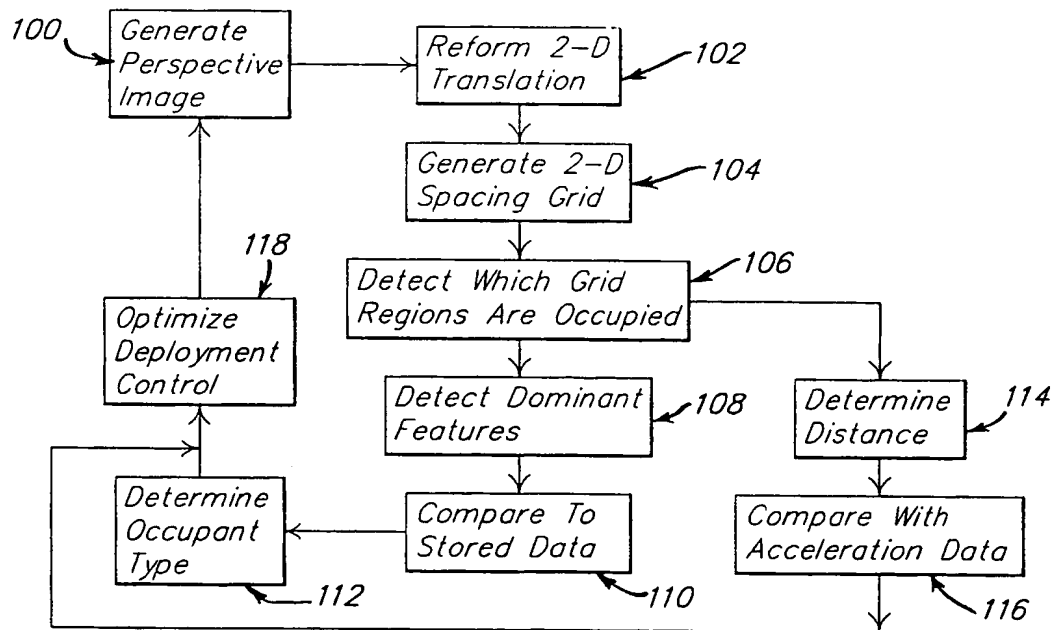 100
Generate
Perspective
Image
Reform 2-D
Translation
102
Generate 2-D
Spacing Grid
104
Detect Which Grid
Regions Are Occupied
106
118
Optimize
Deployment
Control
Detect Dominant
Features
108
Determine
Distance
114
Determine
Occupant
Type
112
Compare To
Stored Data
110
Compare With
Acceleration Data
116